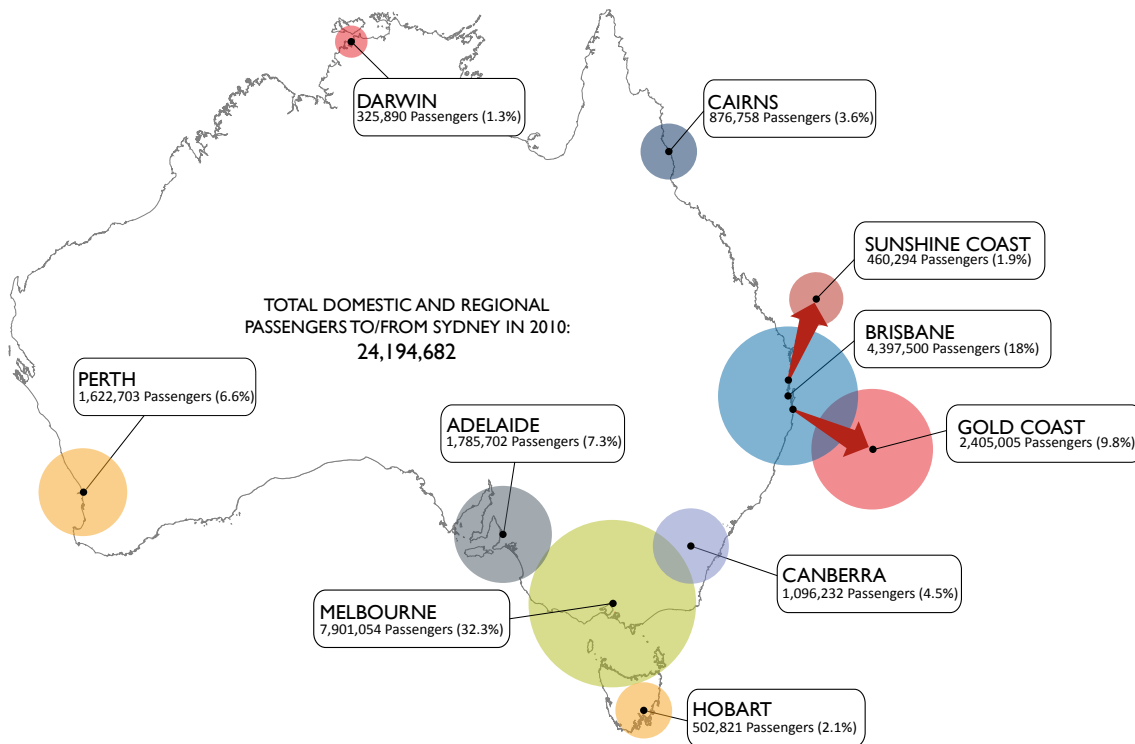 DARWIN
325,890 Passengers (1.3%)
CAIRNS
876,758 Passengers (3.6%)
SUNSHINE COAST
460,294 Passengers (1.9%)
TOTAL DOMESTIC AND REGIONAL
PASSENGERS TO/FROM SYDNEY IN 2010:
24,194,682
BRISBANE
4,397,500 Passengers (18%)
PERTH
1,622,703 Passengers (6.6%)
ADELAIDE
1,785,702 Passengers (7.3%)
GOLD COAST
2,405,005 Passengers (9.8%)
CANBERRA
1,096,232 Passengers (4.5%)
MELBOURNE
7,901,054 Passengers (32.3%)
HOBART
502,821 Passengers (2.1%)